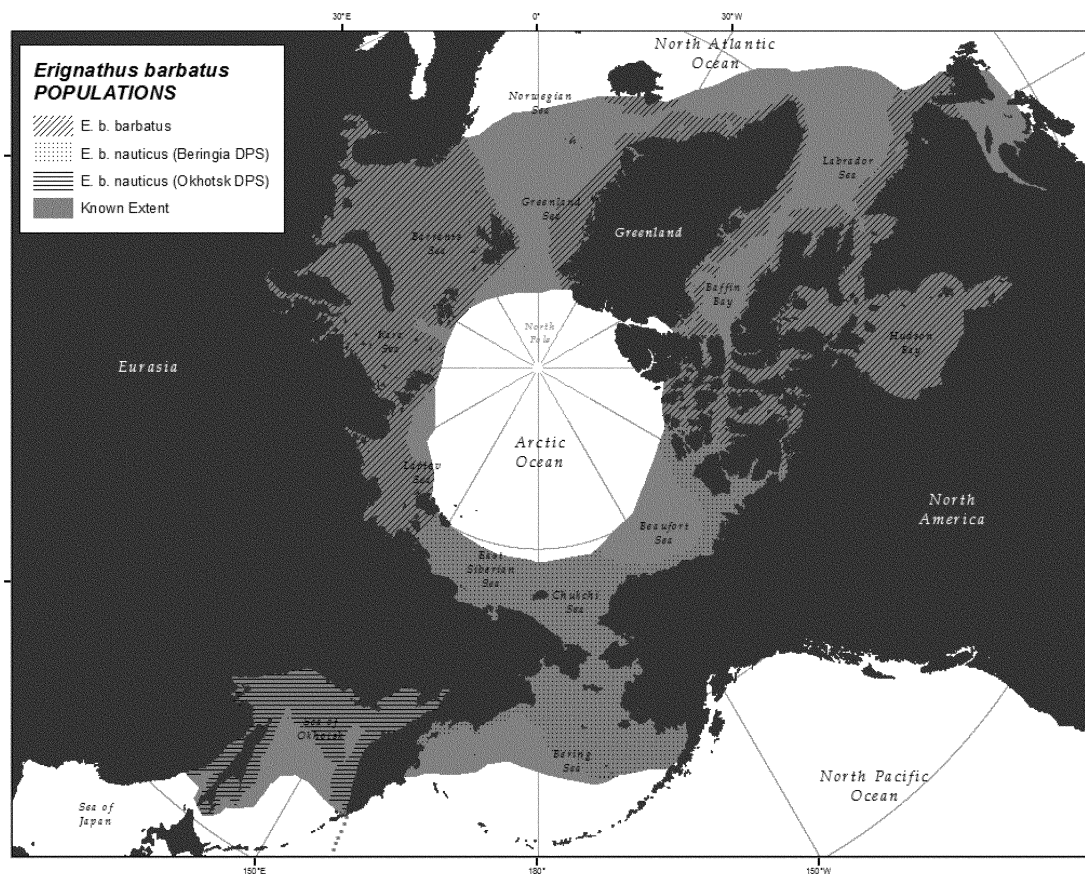 30°E
0°
30°W
Erignathus barbatus
POPULATIONS
E. b. barbatus
E. b. nauticus (Beringia DPS)
E. b. nauticus (Okhotsk DPS)
Known Extent
North Atlantic
Ocean
Norwegian
Sea
Labrador
Sea
Greenland
Sea
Greenland
Barrents
Sea
Baffin
Bay
North
Pole
Kara
Sea
Hudson
Bay
Eurasia
Arctic
Ocean
Laptev
Sea
North
America
Beaufort
Sea
East
Siberian
Sea
Chukchi
Sea
Sea of
Okhotsk
Bering
Sea
North Pacific
Ocean
Sea of
Japan
150°E
180°
150°W